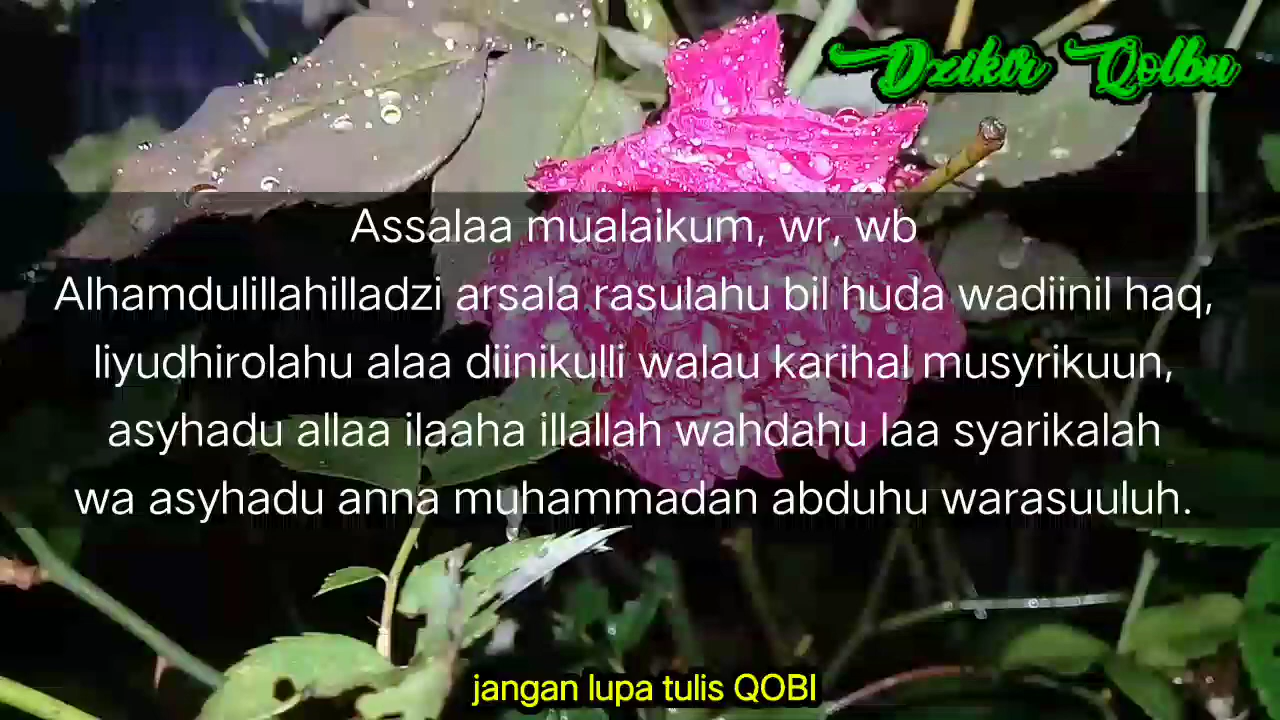 Dzikir Qolbu
Assalaa mualaikum, wr, wb
Alhamdulillahilladzi arsala rasulahu bil huda wadiinil haq,
liyudhirolahu alaa diinikulli walau karihal musyrikuun,
asyhadu allaa ilaaha illallah wahdahu laa syarikalah
wa asyhadu anna muhammadan abduhu warasuuluh.
jangan lupa tulis QOBI